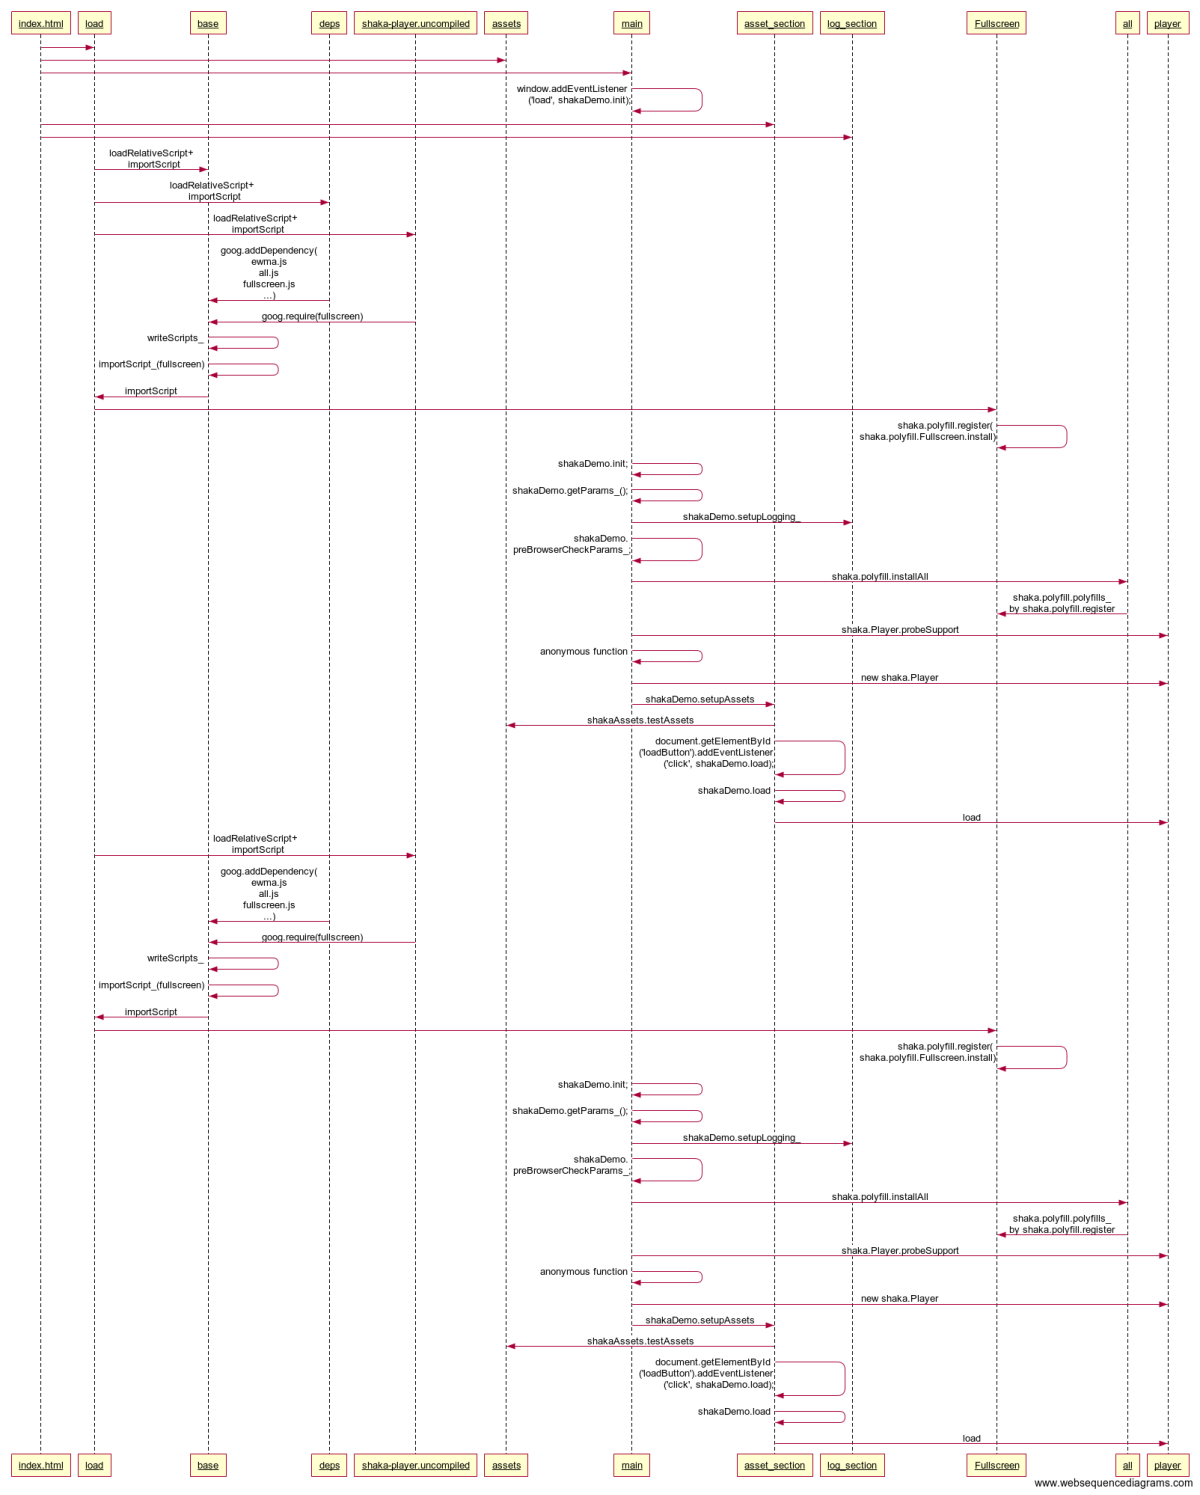 index.html
load
base
deps
shaka-player.uncompiled
assets
main
asset_section
log_section
Fullscreen
all
player
window.addEventListener
('load', shakaDemo.init);
loadRelativeScript+
importScript
loadRelativeScript+
importScript
loadRelativeScript+
importScript
goog.addDependency(
ewma.js
all.js
fullscreen.js
...)
goog.require(fullscreen)
writeScripts_
importScript_(fullscreen)
importScript
shaka.polyfill.register(
shaka.polyfill.Fullscreen.install)
shakaDemo.init;
shakaDemo.getParams_();
shakaDemo.setupLogging_
shakaDemo.
preBrowserCheckParams_;
shaka.polyfill.installAll
shaka.polyfill.polyfills_
by shaka.polyfill.register
shaka.Player.probeSupport
anonymous function
new shaka.Player
shakaDemo.setupAssets
shakaAssets.testAssets
document.getElementById
('loadButton').addEventListener
('click', shakaDemo.load);
shakaDemo.load
load
loadRelativeScript+
importScript
goog.addDependency(
ewma.js
all.js
fullscreen.js
...)
goog.require(fullscreen)
writeScripts_
importScript_(fullscreen)
importScript
shaka.polyfill.register(
shaka.polyfill.Fullscreen.install)
shakaDemo.init;
shakaDemo.getParams_();
shakaDemo.setupLogging_
shakaDemo.
preBrowserCheckParams_;
shaka.polyfill.installAll
shaka.polyfill.polyfills_
by shaka.polyfill.register
shaka.Player.probeSupport
anonymous function
new shaka.Player
shakaDemo.setupAssets
shakaAssets.testAssets
document.getElementById
('loadButton').addEventListener
('click', shakaDemo.load);
shakaDemo.load
load
index.html
load
base
deps
shaka-player.uncompiled
assets
main
asset_section
log_section
Fullscreen
all
player
www.websequencediagrams.com